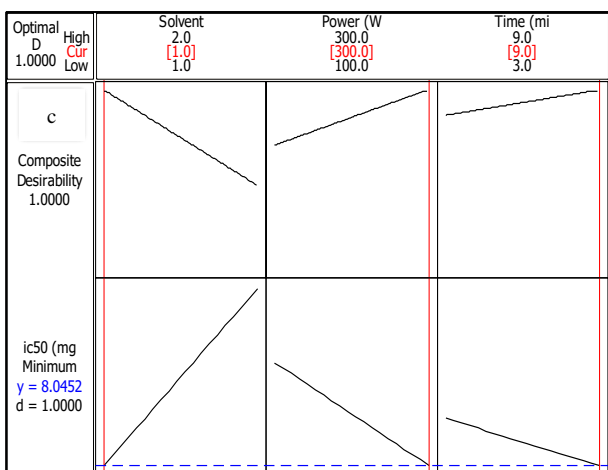 Optimal
D
1.0000
High
Cur
Low
Solvent
2.0
[1.0]
1.0
Power (W
300.0
[300.0]
100.0
Time (mi
9.0
[9.0]
3.0
c
Composite
Desirability
1.0000
ic50 (mg
Minimum
y = 8.0452
d = 1.0000